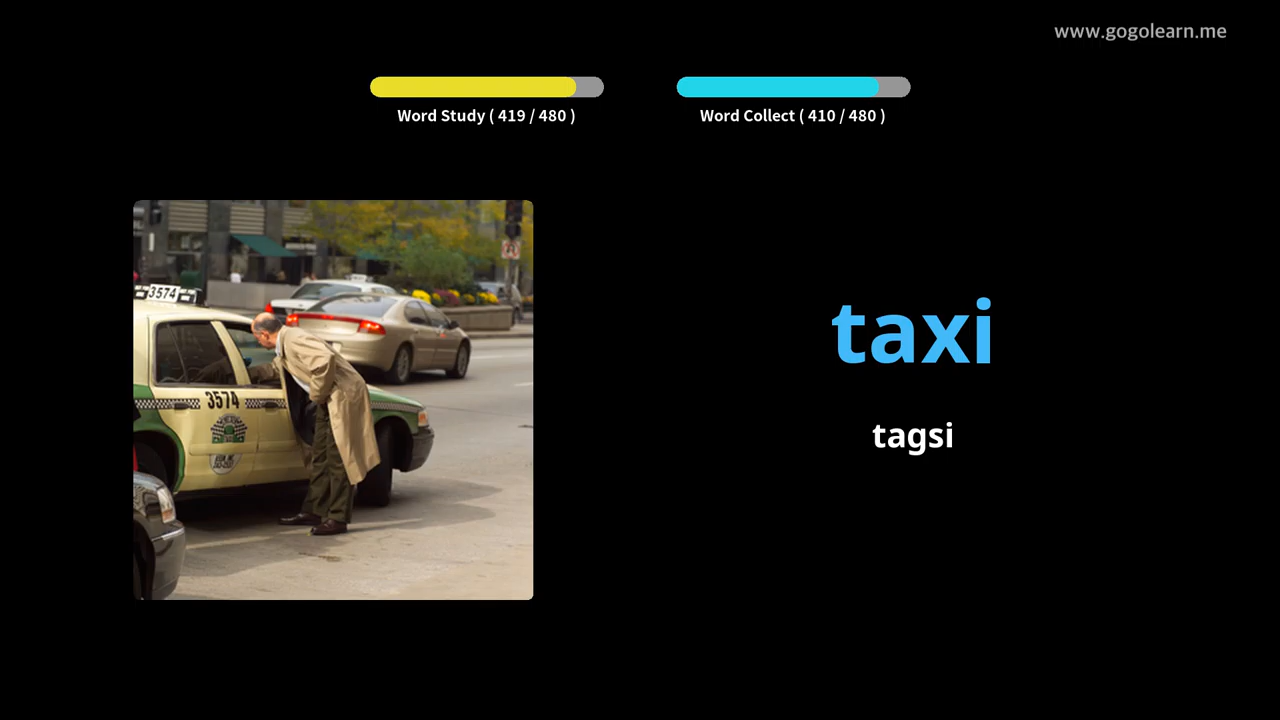 www.gogolearn.me
Word Study ( 419 / 480 )
Word Collect ( 410 / 480 )
3574
3574
taxi
tagsi